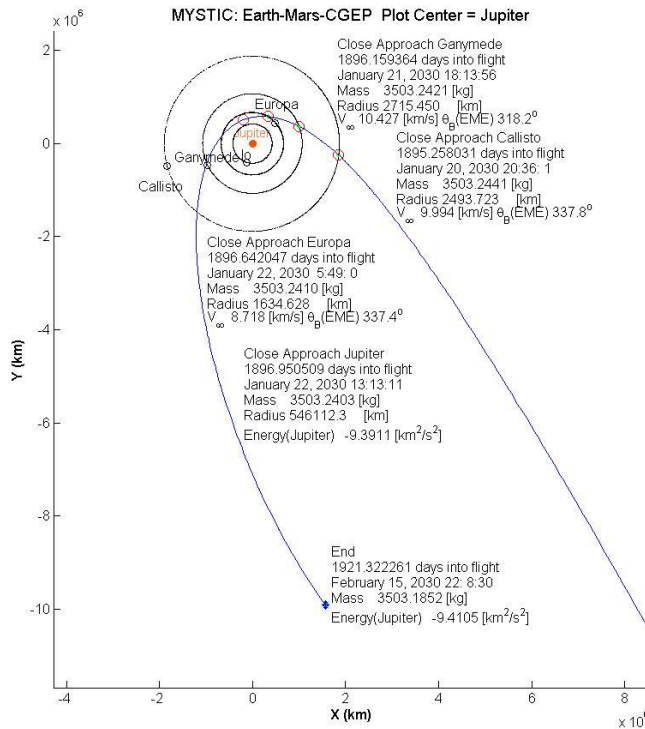 MYSTIC: Earth-Mars-CGEP Plot Center = Jupiter
x 10^6
2
0
-2
-4
-6
-8
-10
Y (km)
Close Approach Ganymede
1896.159364 days into flight
January 21, 2030 18:13:56
Mass 3503.2421 [kg]
Radius 2715.450 [km]
V∞ 10.427 [km/s] θB(EME) 318.2°
Close Approach Callisto
1895.258031 days into flight
January 20, 2030 20:36: 1
Mass 3503.2441 [kg]
Radius 2493.723 [km]
V∞ 9.994 [km/s] θB(EME) 337.8°
Europa
Jupiter
Ganymede
Callisto
Close Approach Europa
1896.642047 days into flight
January 22, 2030 5:49: 0
Mass 3503.2410 [kg]
Radius 1634.628 [km]
V∞ 8.718 [km/s] θB(EME) 337.4°
Close Approach Jupiter
1896.950509 days into flight
January 22, 2030 13:13:11
Mass 3503.2403 [kg]
Radius 546112.3 [km]
Energy(Jupiter) -9.3911 [km²/s²]
End
1921.322261 days into flight
February 15, 2030 22: 8:30
Mass 3503.1852 [kg]
Energy(Jupiter) -9.4105 [km²/s²]
-4 -2 0 2 4 6 8
X (km)
x 10^6